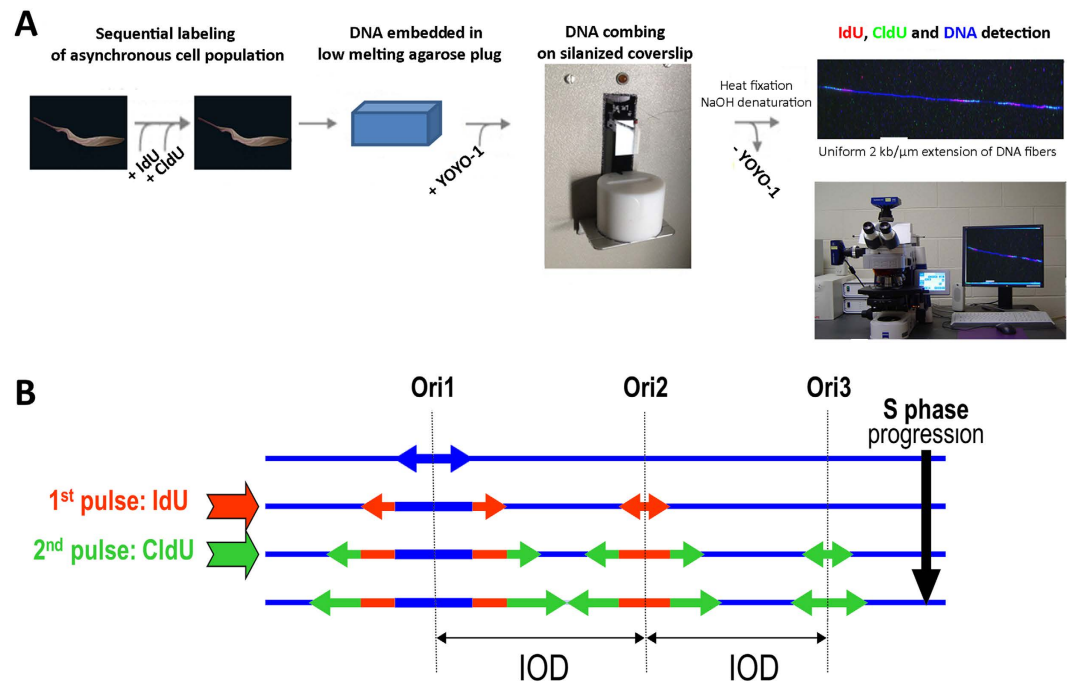 A
Sequential labeling
of asynchronous cell population
DNA embedded in
low melting agarose plug
DNA combing
on silanized coverslip
IdU, CldU and DNA detection
+ IdU
+ CldU
+ YOYO-1
Heat fixation
NaOH denaturation
- YOYO-1
Uniform 2 kb/µm extension of DNA fibers
B
Ori1
Ori2
Ori3
S phase
progression
1st pulse: IdU
2nd pulse: CldU
IOD
IOD